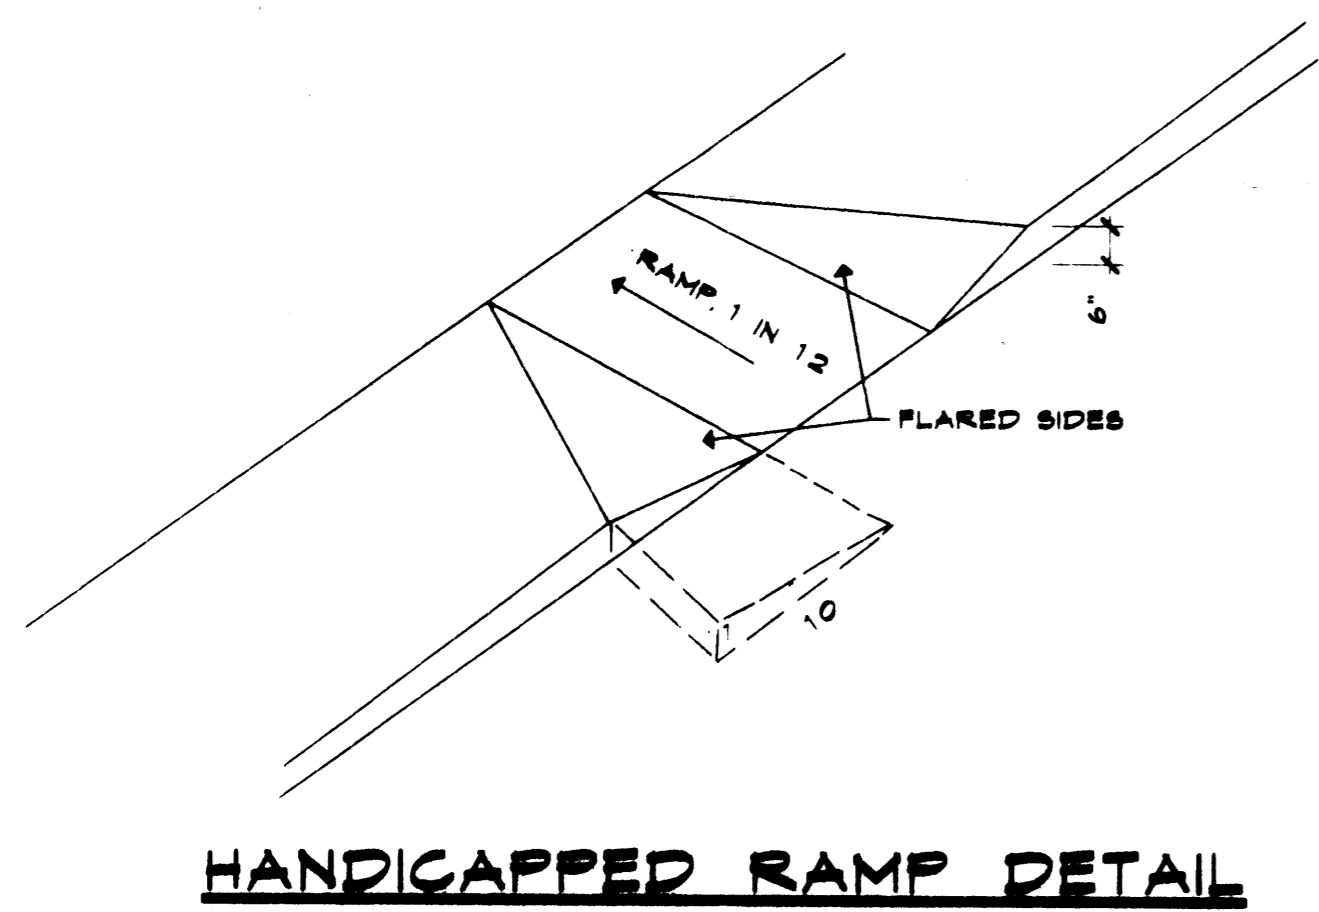 RAMP, 1 IN 12
6"
FLARED SIDES
1
10
HANDICAPPED RAMP DETAIL